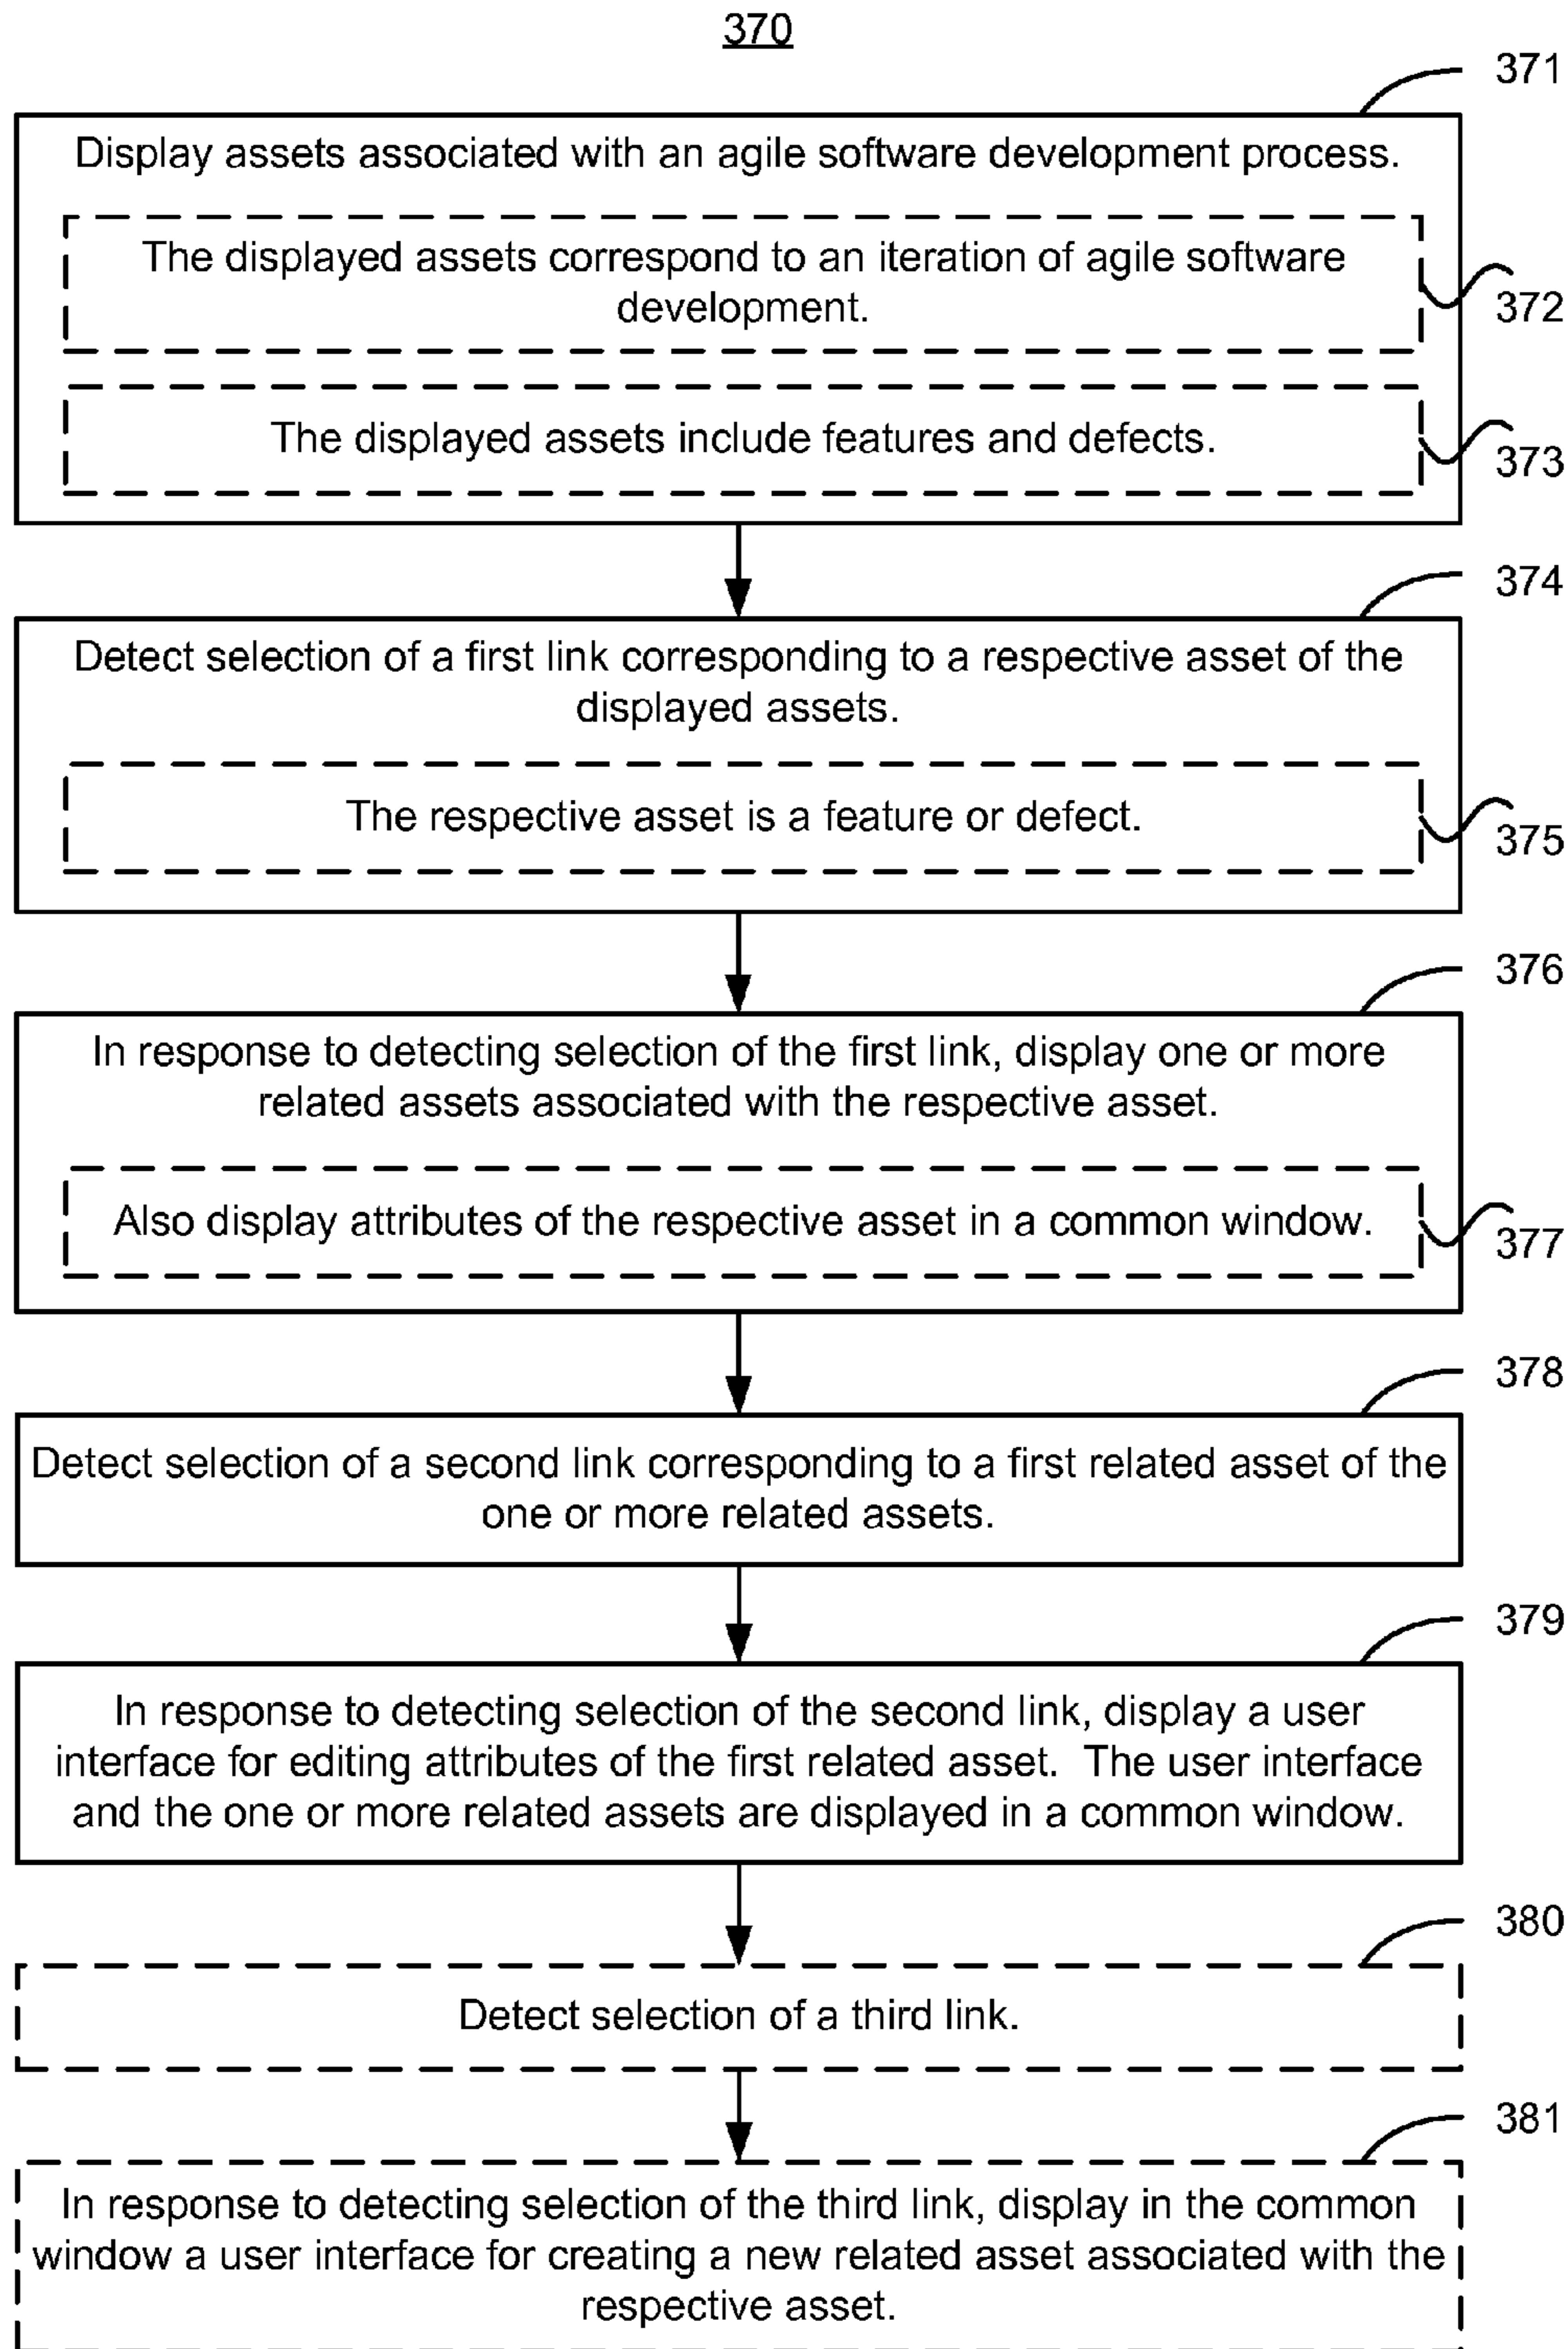 370
371
Display assets associated with an agile software development process.
The displayed assets correspond to an iteration of agile software
development.
372
The displayed assets include features and defects.
373
374
Detect selection of a first link corresponding to a respective asset of the
displayed assets.
The respective asset is a feature or defect.
375
376
In response to detecting selection of the first link, display one or more
related assets associated with the respective asset.
Also display attributes of the respective asset in a common window.
377
378
Detect selection of a second link corresponding to a first related asset of the
one or more related assets.
379
In response to detecting selection of the second link, display a user
interface for editing attributes of the first related asset.  The user interface
and the one or more related assets are displayed in a common window.
380
Detect selection of a third link.
381
In response to detecting selection of the third link, display in the common
window a user interface for creating a new related asset associated with the
respective asset.